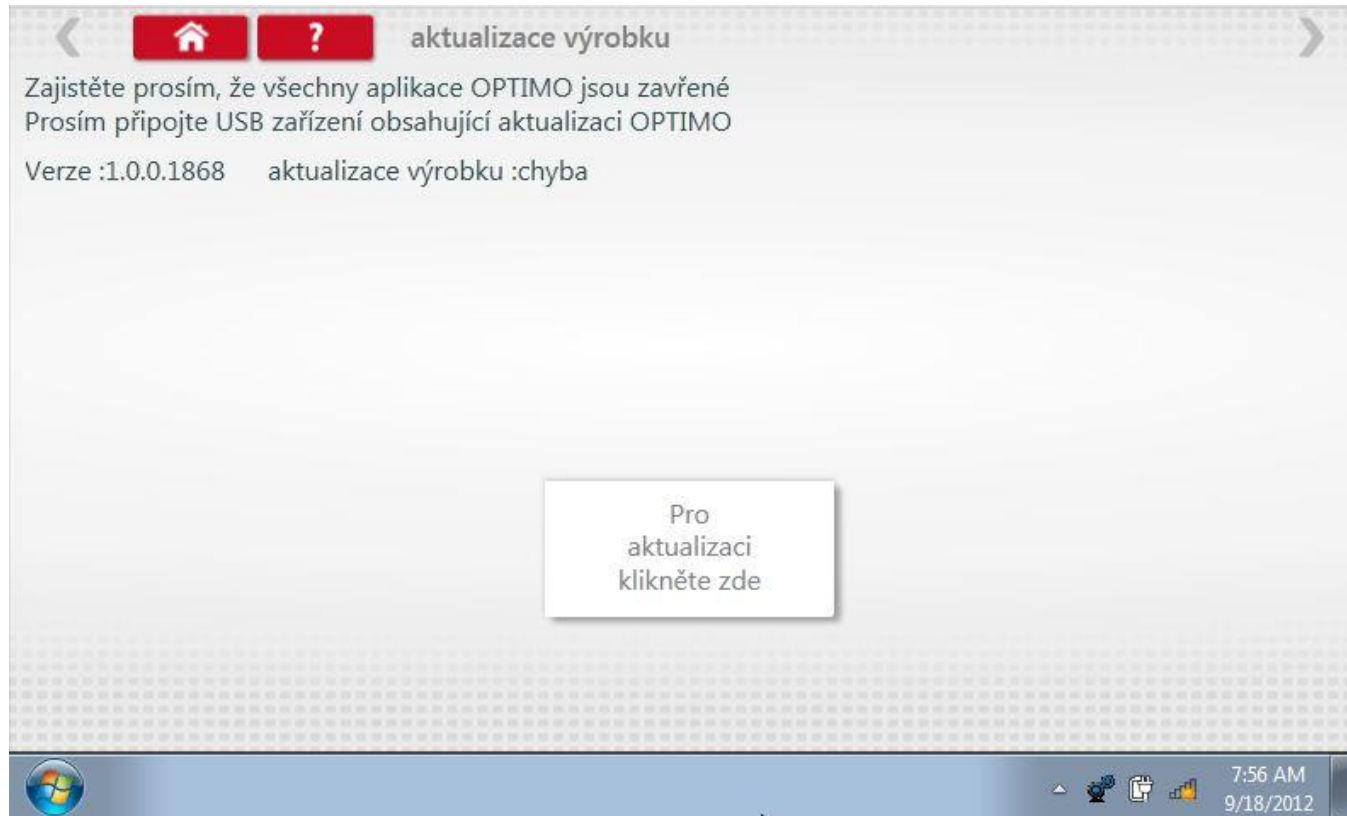 ? aktualizace výrobku
Zajistěte prosím, že všechny aplikace OPTIMO jsou zavřené
Prosím připojte USB zařízení obsahující aktualizaci OPTIMO
Verze :1.0.0.1868 aktualizace výrobku :chyba
Pro
aktualizaci
klikněte zde
7:56 AM
9/18/2012